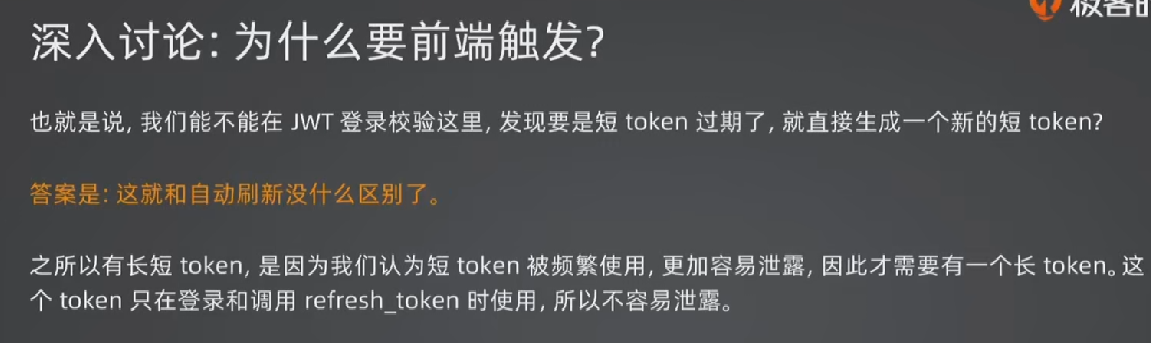 极客时
深入讨论: 为什么要前端触发?
也就是说, 我们能不能在 JWT 登录校验这里, 发现要是短 token 过期了, 就直接生成一个新的短 token?
答案是: 这就和自动刷新没什么区别了。
之所以有长短 token, 是因为我们认为短 token 被频繁使用, 更加容易泄露, 因此才需要有一个长 token。这
个 token 只在登录和调用 refresh_token 时使用, 所以不容易泄露。